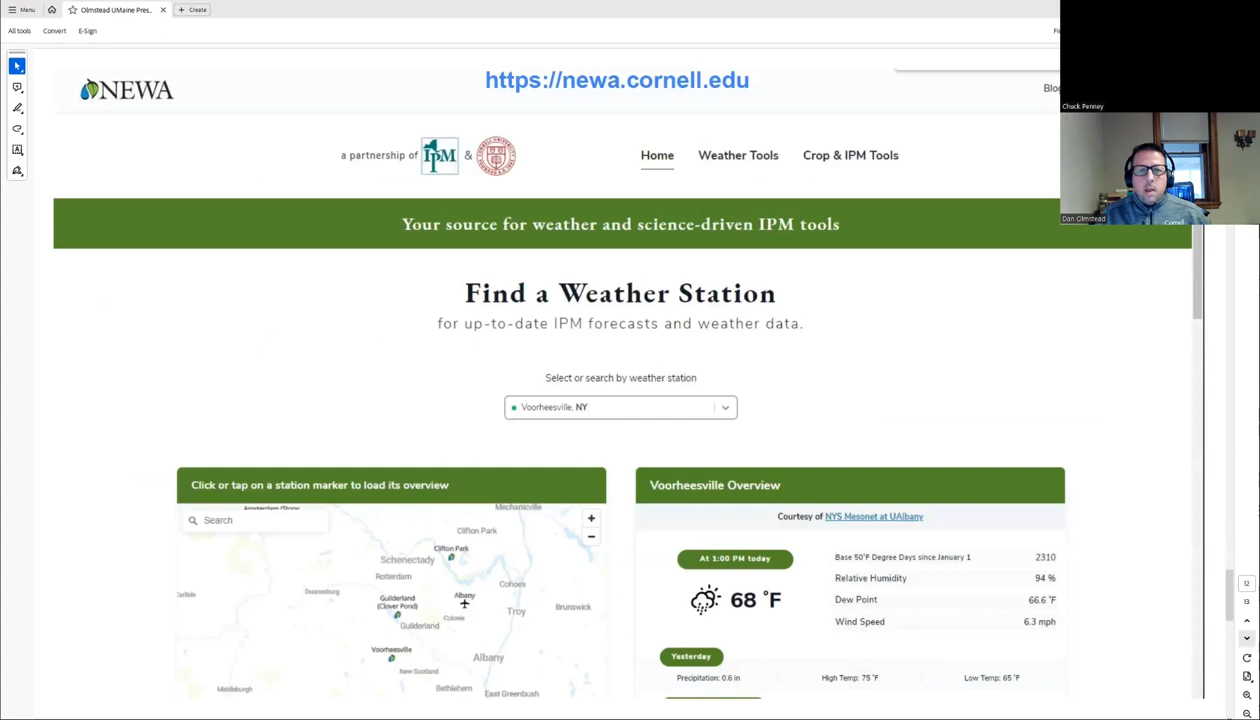 Menu
Olmstead UMaine Pres...
Create
All tools
Convert
E-Sign
NEWA
https://newa.cornell.edu
Chuck Penney
a partnership of IPM &
Home
Weather Tools
Crop & IPM Tools
Cornell
Dan Olmstead
Your source for weather and science-driven IPM tools
Find a Weather Station
for up-to-date IPM forecasts and weather data.
Select or search by weather station
Voorheesville, NY
Click or tap on a station marker to load its overview
Search
+
−
Mechanicville
Clifton Park
Clifton Park
Schenectady
Rotterdam
Cohoes
Duanesburg
Carlisle
Albany
Guilderland
(Clover Pond)
Brunswick
Troy
Colonie
Guilderland
Voorheesville
Albany
New Scotland
Middleburgh
Bethlehem
East Greenbush
Voorheesville Overview
Courtesy of NYS Mesonet at UAlbany
At 1:00 PM today
68 °F
Base 50°F Degree Days since January 1 2310
Relative Humidity 94 %
Dew Point 66.6 °F
Wind Speed 6.3 mph
Yesterday
Precipitation: 0.6 in
High Temp: 75 °F
Low Temp: 65 °F
12
13